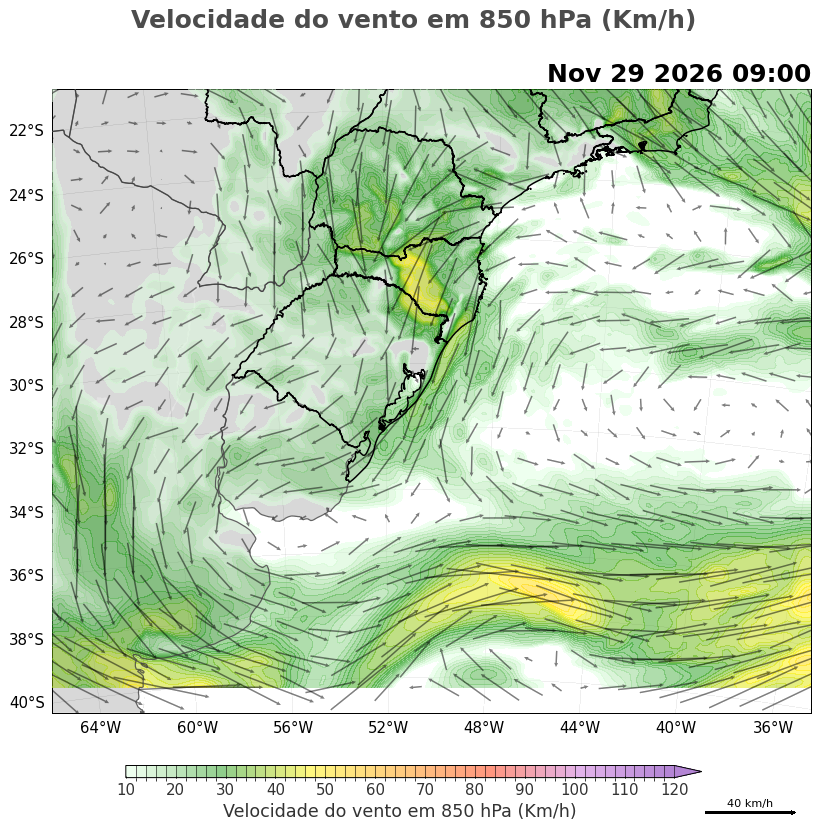 Velocidade do vento em 850 hPa (Km/h)
Nov 29 2026 09:00
22°S
24°S
26°S
28°S
30°S
32°S
34°S
36°S
38°S
40°S
64°W 60°W 56°W 52°W 48°W 44°W 40°W 36°W
10 20 30 40 50 60 70 80 90 100 110 120
Velocidade do vento em 850 hPa (Km/h)
40 km/h